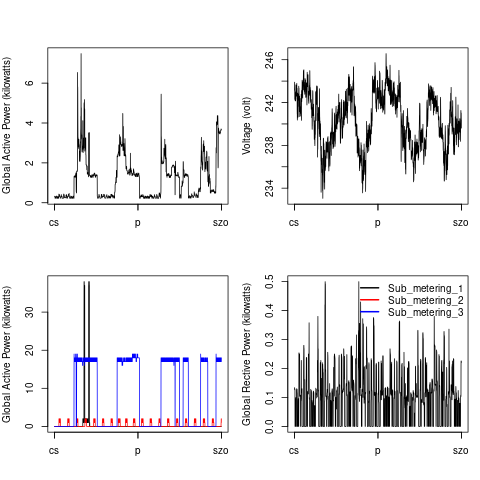 Global Active Power (kilowatts)
0 2 4 6
cs p szo
Voltage (volt)
234 238 242 246
cs p szo
Global Active Power (kilowatts)
0 10 20 30
cs p szo
Global Rective Power (kilowatts)
0.0 0.1 0.2 0.3 0.4 0.5
Sub_metering_1
Sub_metering_2
Sub_metering_3
cs p szo